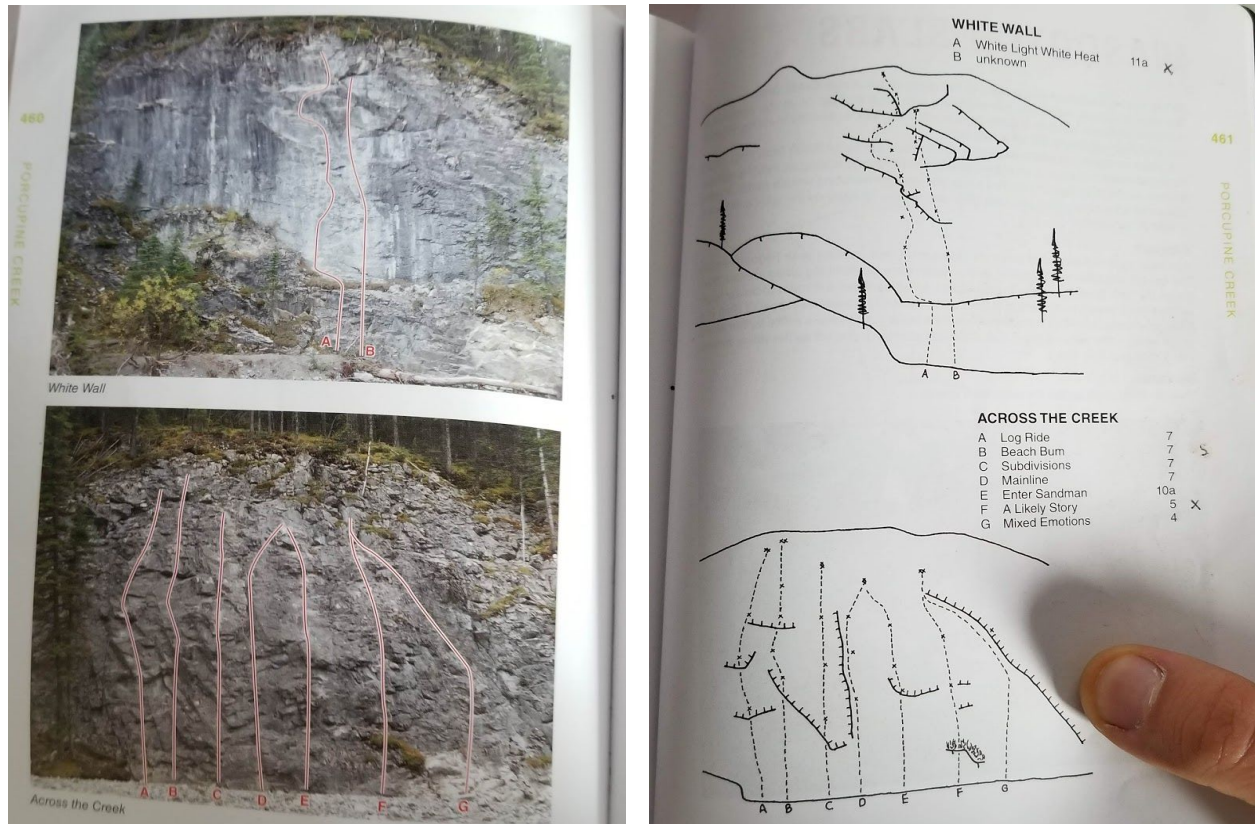 460
PORCUPINE CREEK
A
B
White Wall
A B C D E F G
Across the Creek
WHITE WALL
A White Light White Heat 11a X
B unknown
461
PORCUPINE CREEK
A B
ACROSS THE CREEK
A Log Ride 7
B Beach Bum 7 S
C Subdivisions 7
D Mainline 7
E Enter Sandman 10a
F A Likely Story 5 X
G Mixed Emotions 4
A B C D E F G